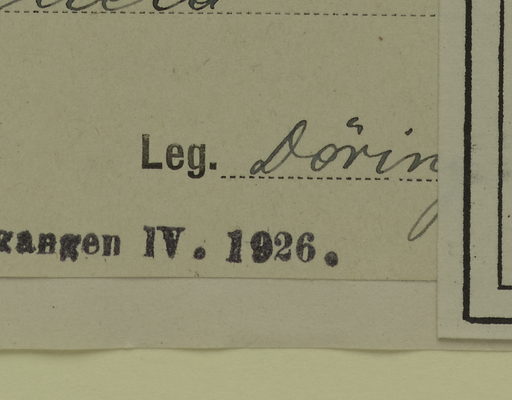 Leg. Dörin
kangen IV. 1926.